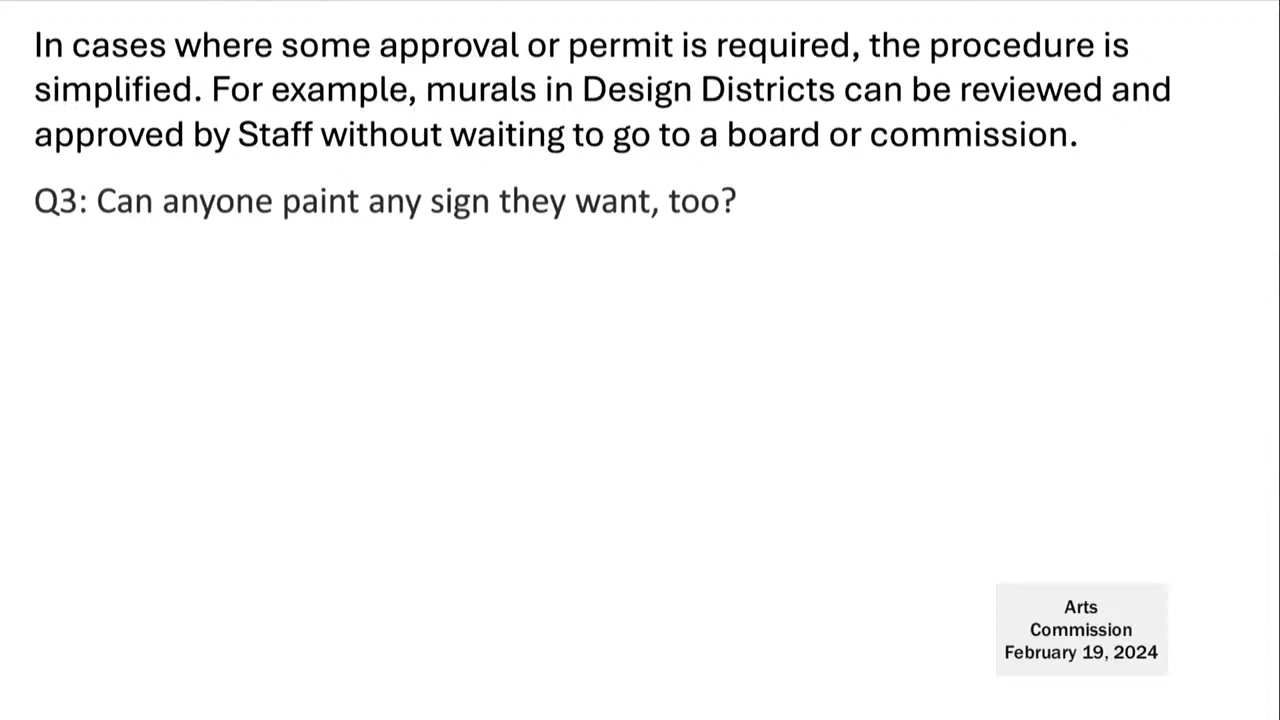 In cases where some approval or permit is required, the procedure is
simplified. For example, murals in Design Districts can be reviewed and
approved by Staff without waiting to go to a board or commission.
Q3: Can anyone paint any sign they want, too?
Arts
Commission
February 19, 2024